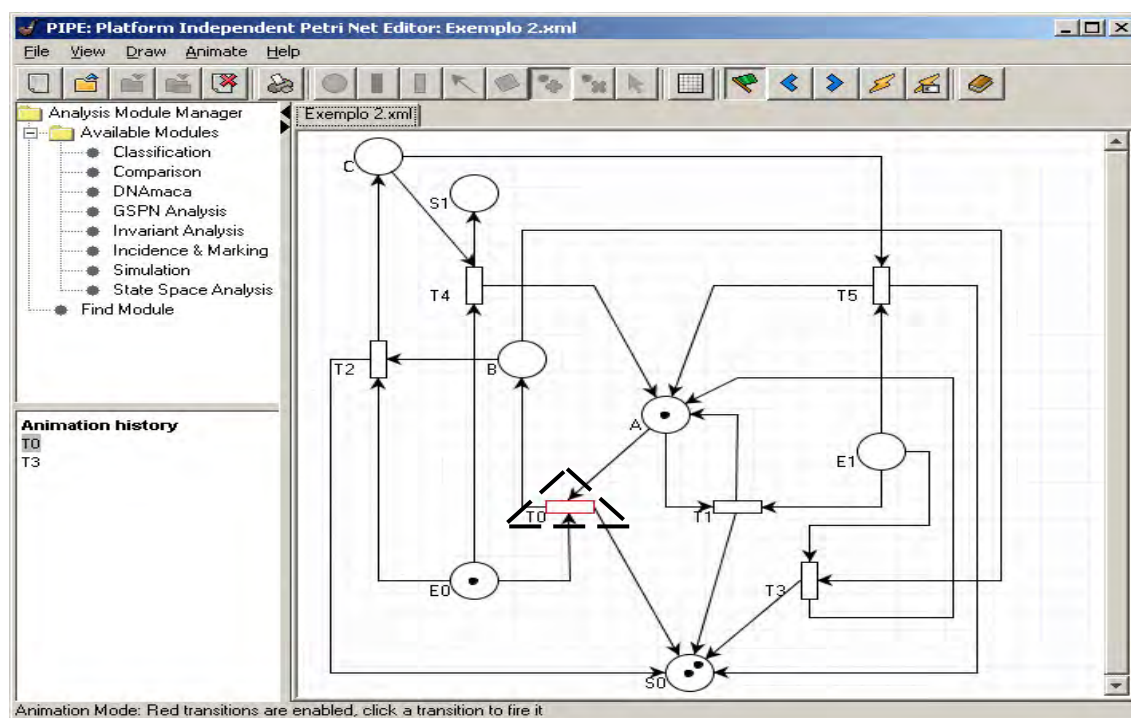 PIPE: Platform Independent Petri Net Editor: Exemplo 2.xml
File View Draw Animate Help
Analysis Module Manager
Available Modules
Classification
Comparison
DNAmaca
GSPN Analysis
Invariant Analysis
Incidence & Marking
Simulation
State Space Analysis
Find Module
Animation history
T0
T3
Exemplo 2.xml
C
S1
T4
T5
T2
B
A
E1
T0
T1
E0
T3
S0
Animation Mode: Red transitions are enabled, click a transition to fire it